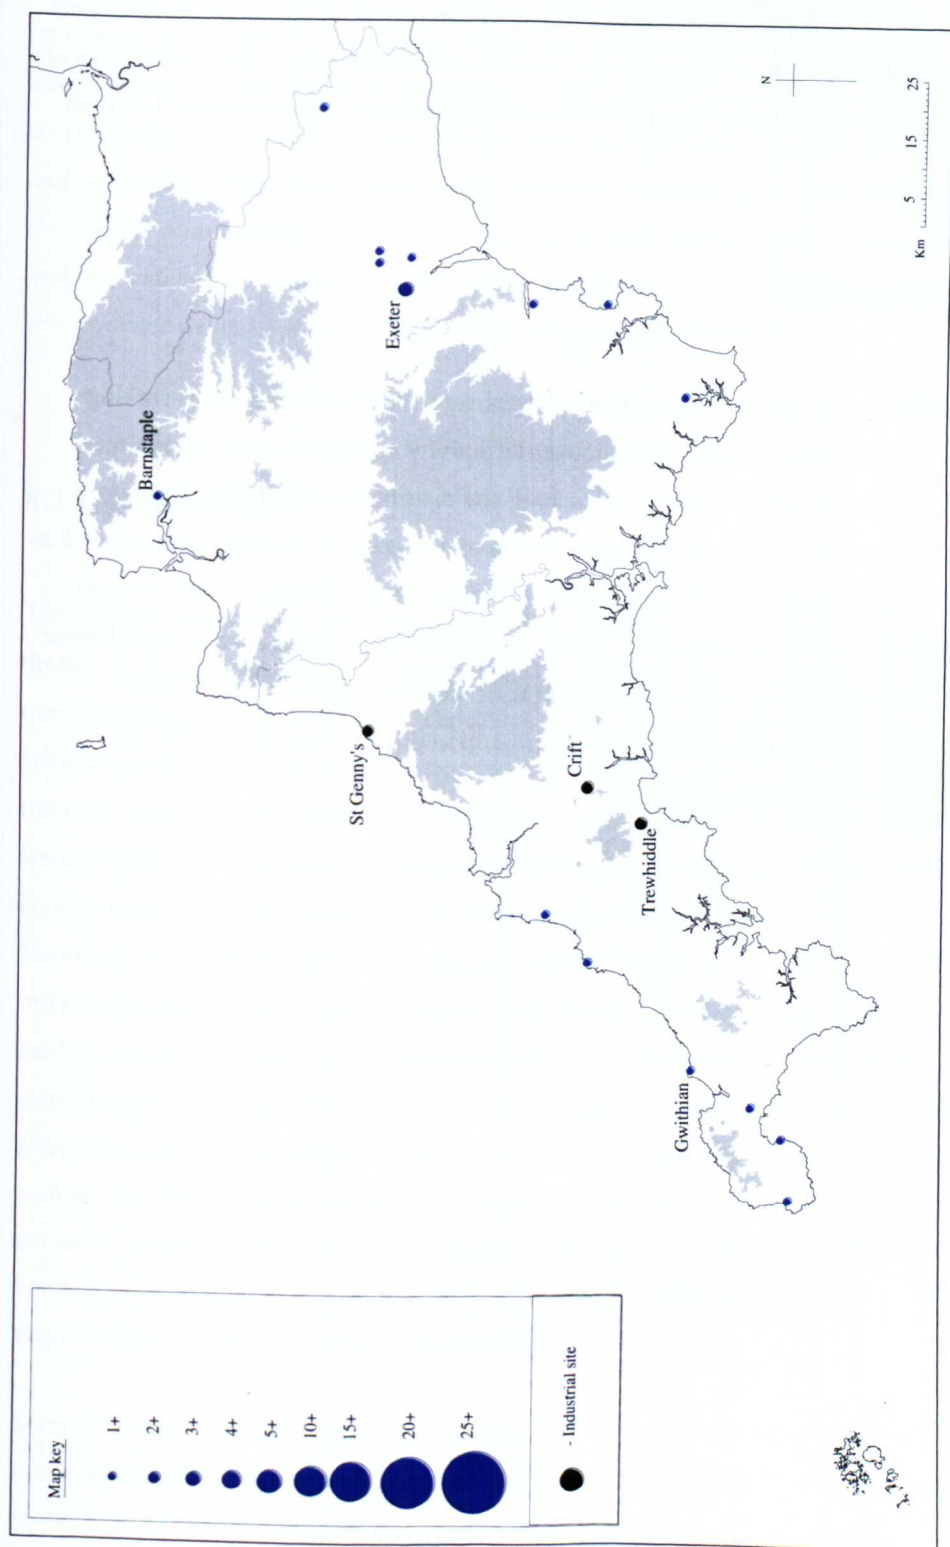 Barnstaple
Exeter
St Genny's
Crift
Trewhiddle
Gwithian
N
Km 5 15 25
Map key
1+
2+
3+
4+
5+
10+
15+
20+
25+
- Industrial site